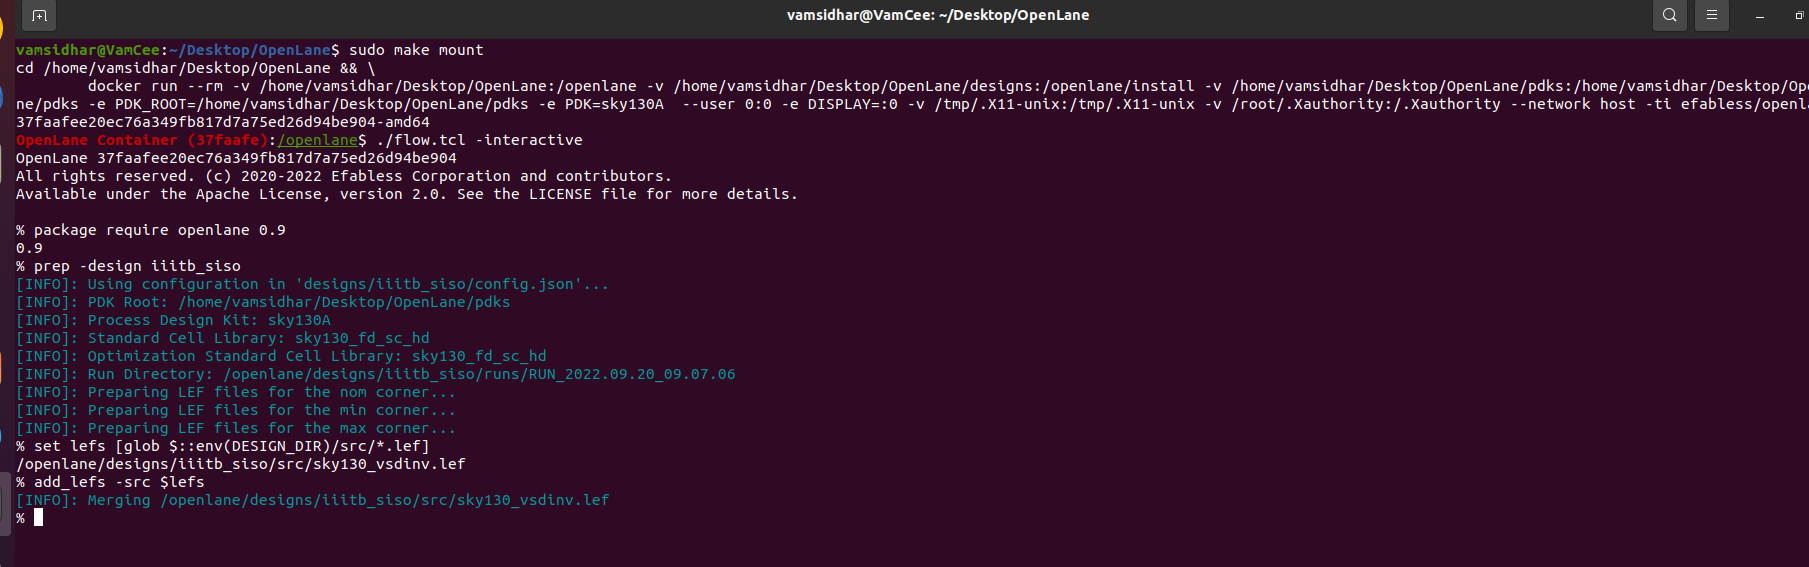 vamsidhar@VamCee: ~/Desktop/OpenLane
vamsidhar@VamCee:~/Desktop/OpenLane$ sudo make mount
cd /home/vamsidhar/Desktop/OpenLane && \
docker run --rm -v /home/vamsidhar/Desktop/OpenLane:/openlane -v /home/vamsidhar/Desktop/OpenLane/designs:/openlane/install -v /home/vamsidhar/Desktop/OpenLane/pdks:/home/vamsidhar/Desktop/Ope
ne/pdks -e PDK_ROOT=/home/vamsidhar/Desktop/OpenLane/pdks -e PDK=sky130A  --user 0:0 -e DISPLAY=:0 -v /tmp/.X11-unix:/tmp/.X11-unix -v /root/.Xauthority:/.Xauthority --network host -ti efabless/openl
37faafee20ec76a349fb817d7a75ed26d94be904-amd64
OpenLane Container (37faafe):/openlane$ ./flow.tcl -interactive
OpenLane 37faafee20ec76a349fb817d7a75ed26d94be904
All rights reserved. (c) 2020-2022 Efabless Corporation and contributors.
Available under the Apache License, version 2.0. See the LICENSE file for more details.
% package require openlane 0.9
0.9
% prep -design iiitb_siso
[INFO]: Using configuration in 'designs/iiitb_siso/config.json'...
[INFO]: PDK Root: /home/vamsidhar/Desktop/OpenLane/pdks
[INFO]: Process Design Kit: sky130A
[INFO]: Standard Cell Library: sky130_fd_sc_hd
[INFO]: Optimization Standard Cell Library: sky130_fd_sc_hd
[INFO]: Run Directory: /openlane/designs/iiitb_siso/runs/RUN_2022.09.20_09.07.06
[INFO]: Preparing LEF files for the nom corner...
[INFO]: Preparing LEF files for the min corner...
[INFO]: Preparing LEF files for the max corner...
% set lefs [glob $::env(DESIGN_DIR)/src/*.lef]
/openlane/designs/iiitb_siso/src/sky130_vsdinv.lef
% add_lefs -src $lefs
[INFO]: Merging /openlane/designs/iiitb_siso/src/sky130_vsdinv.lef
%